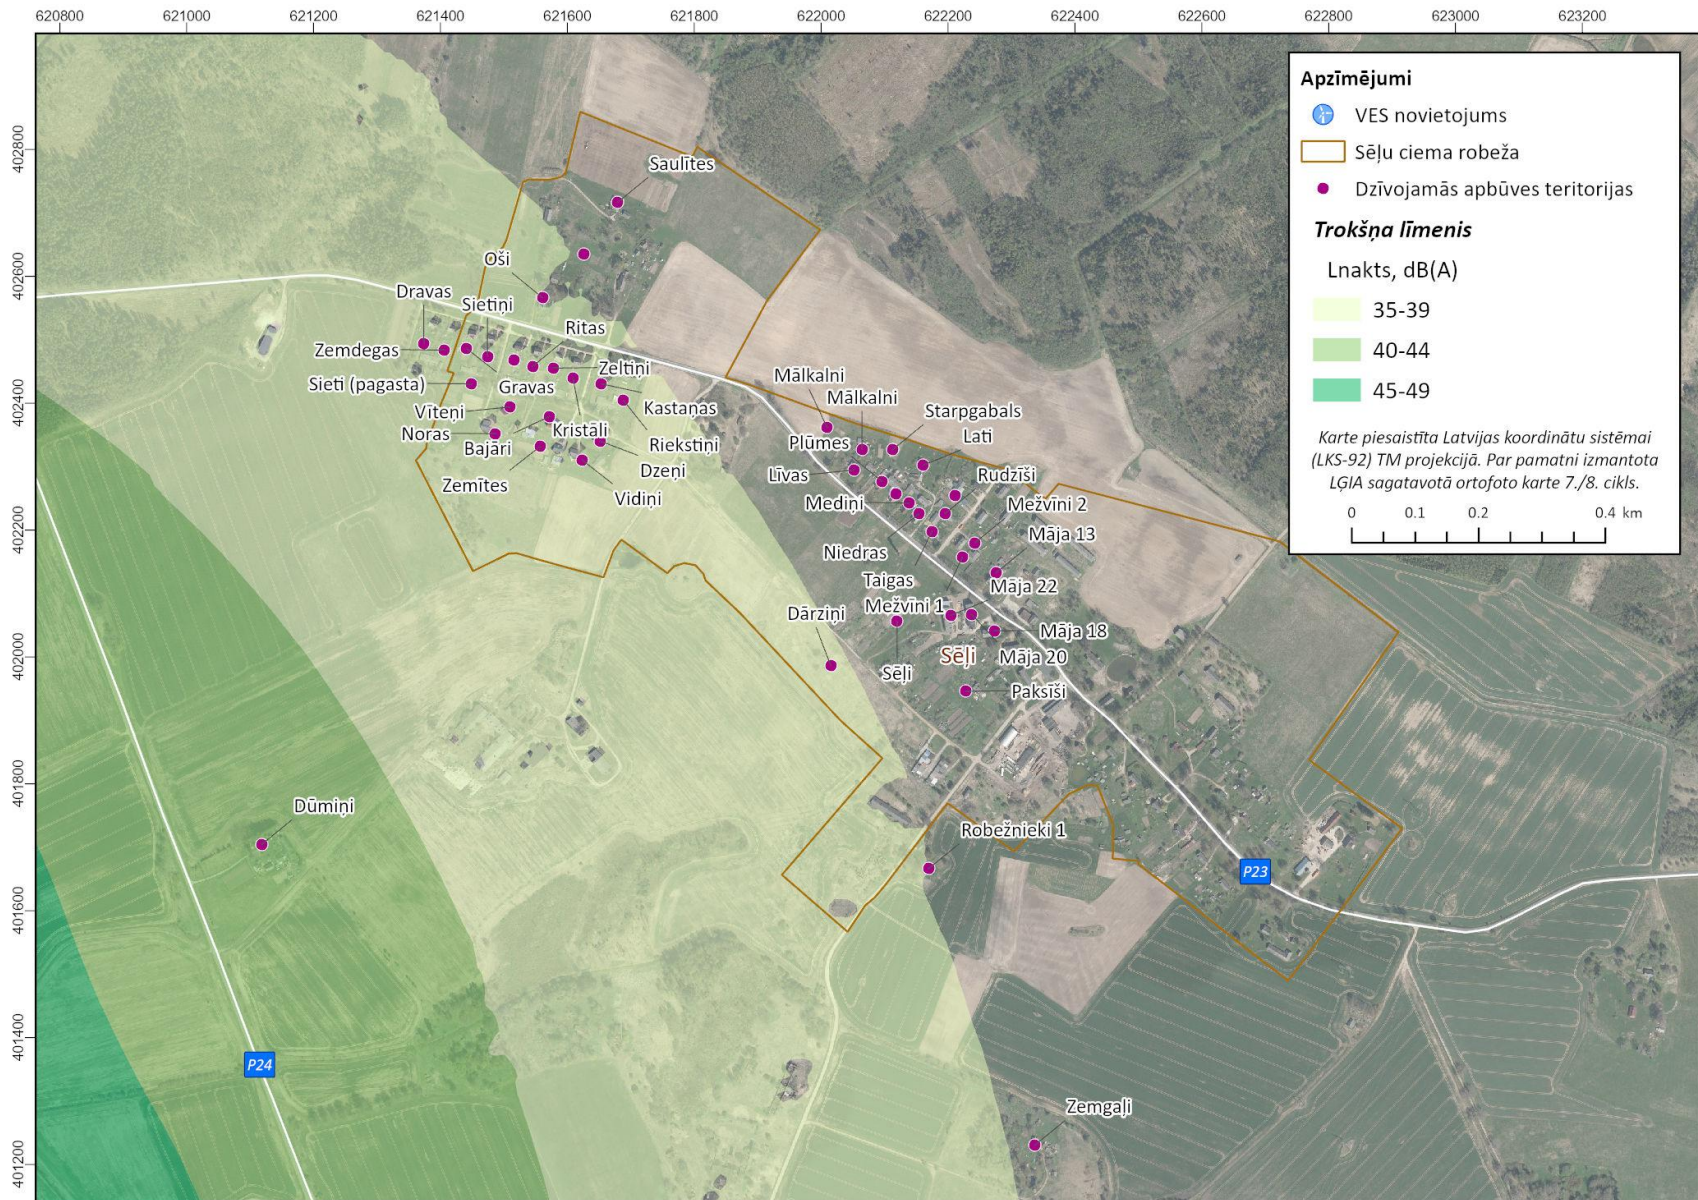 620800 621000 621200 621400 621600 621800 622000 622200 622400 622600 622800 623000 623200
402800
402600
402400
402200
402000
401800
401600
401400
401200
Saulītes
Oši
Dravas
Sietiņi
Ritas
Zemdegas
Zeltiņi
Sieti (pagasta)
Gravas
Kastaņas
Vīteņi
Noras
Kristāli
Bajāri
Riekstiņi
Dzeņi
Zemītes
Vidiņi
Mālkalni
Mālkalni
Starpgabals
Plūmes
Lati
Līvas
Rudzīši
Mediņi
Mežvīni 2
Māja 13
Niedras
Taigas
Māja 22
Mežvīni 1
Dārziņi
Māja 18
Sēļi
Māja 20
Sēļi
Paksīši
Dūmiņi
Robežnieki 1
P23
P24
Zemgaļi
Apzīmējumi
VES novietojums
Sēļu ciema robeža
Dzīvojamās apbūves teritorijas
Trokšņa līmenis
Lnakts, dB(A)
35-39
40-44
45-49
Karte piesaistīta Latvijas koordinātu sistēmai
(LKS-92) TM projekcijā. Par pamatni izmantota
LĢIA sagatavotā ortofoto karte 7./8. cikls.
0 0.1 0.2 0.4 km